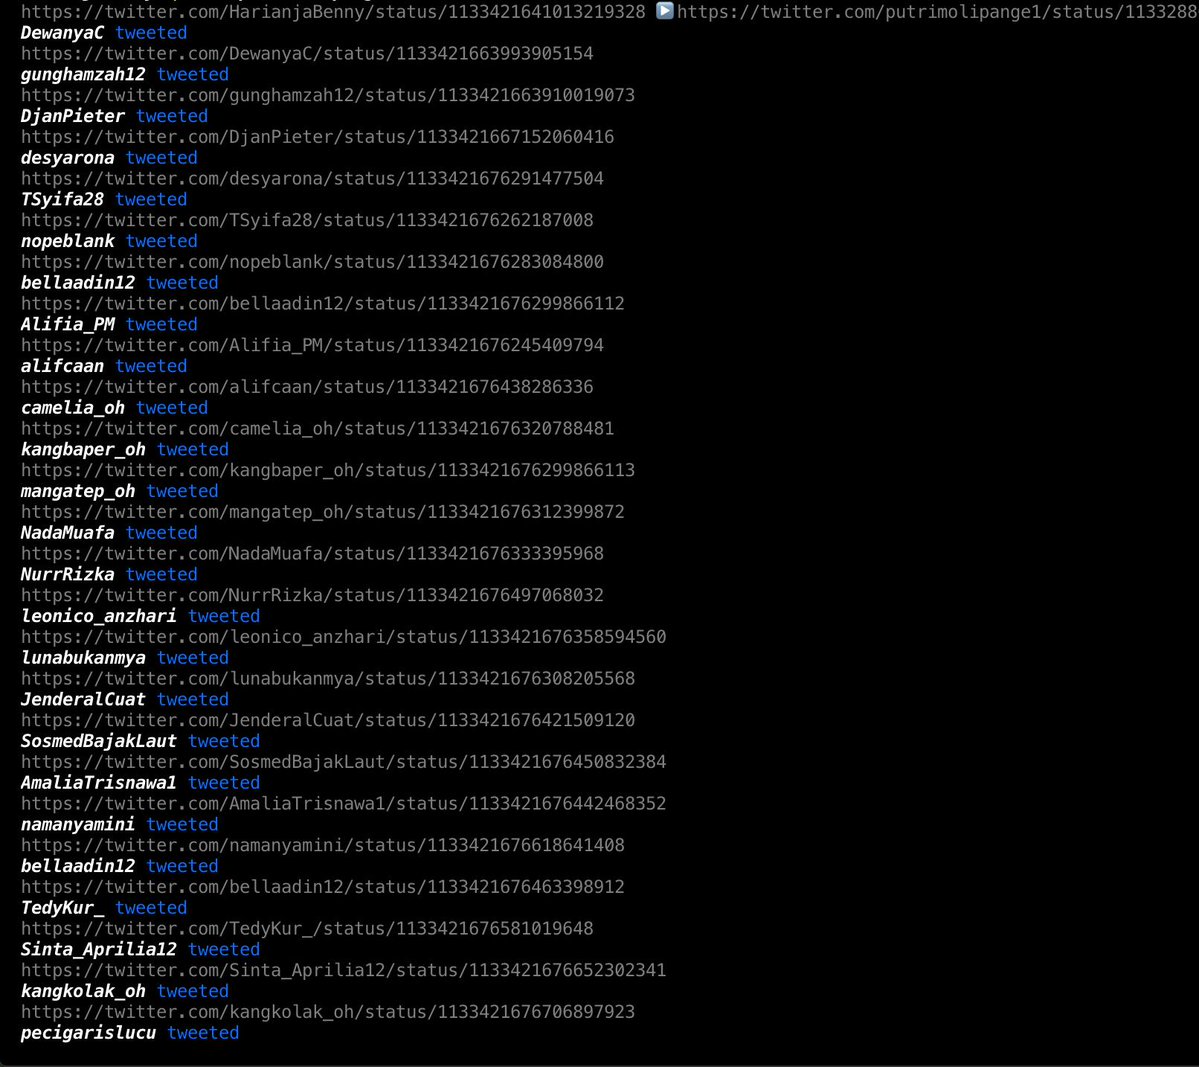 https://twitter.com/HarianjaBenny/status/1133421641013219328 ▶️https://twitter.com/putrimolipange1/status/1133288
DewanyaC tweeted
https://twitter.com/DewanyaC/status/1133421663993905154
gunghamzah12 tweeted
https://twitter.com/gunghamzah12/status/1133421663910019073
DjanPieter tweeted
https://twitter.com/DjanPieter/status/1133421667152060416
desyarona tweeted
https://twitter.com/desyarona/status/1133421676291477504
TSyifa28 tweeted
https://twitter.com/TSyifa28/status/1133421676262187008
nopeblank tweeted
https://twitter.com/nopeblank/status/1133421676283084800
bellaadin12 tweeted
https://twitter.com/bellaadin12/status/1133421676299866112
Alifia_PM tweeted
https://twitter.com/Alifia_PM/status/1133421676245409794
alifcaan tweeted
https://twitter.com/alifcaan/status/1133421676438286336
camelia_oh tweeted
https://twitter.com/camelia_oh/status/1133421676320788481
kangbaper_oh tweeted
https://twitter.com/kangbaper_oh/status/1133421676299866113
mangatep_oh tweeted
https://twitter.com/mangatep_oh/status/1133421676312399872
NadaMuafa tweeted
https://twitter.com/NadaMuafa/status/1133421676333395968
NurrRizka tweeted
https://twitter.com/NurrRizka/status/1133421676497068032
leonico_anzhari tweeted
https://twitter.com/leonico_anzhari/status/1133421676358594560
lunabukanmya tweeted
https://twitter.com/lunabukanmya/status/1133421676308205568
JenderalCuat tweeted
https://twitter.com/JenderalCuat/status/1133421676421509120
SosmedBajakLaut tweeted
https://twitter.com/SosmedBajakLaut/status/1133421676450832384
AmaliaTrisnawa1 tweeted
https://twitter.com/AmaliaTrisnawa1/status/1133421676442468352
namanyamini tweeted
https://twitter.com/namanyamini/status/1133421676618641408
bellaadin12 tweeted
https://twitter.com/bellaadin12/status/1133421676463398912
TedyKur_ tweeted
https://twitter.com/TedyKur_/status/1133421676581019648
Sinta_Aprilia12 tweeted
https://twitter.com/Sinta_Aprilia12/status/1133421676652302341
kangkolak_oh tweeted
https://twitter.com/kangkolak_oh/status/1133421676706897923
pecigarislucu tweeted